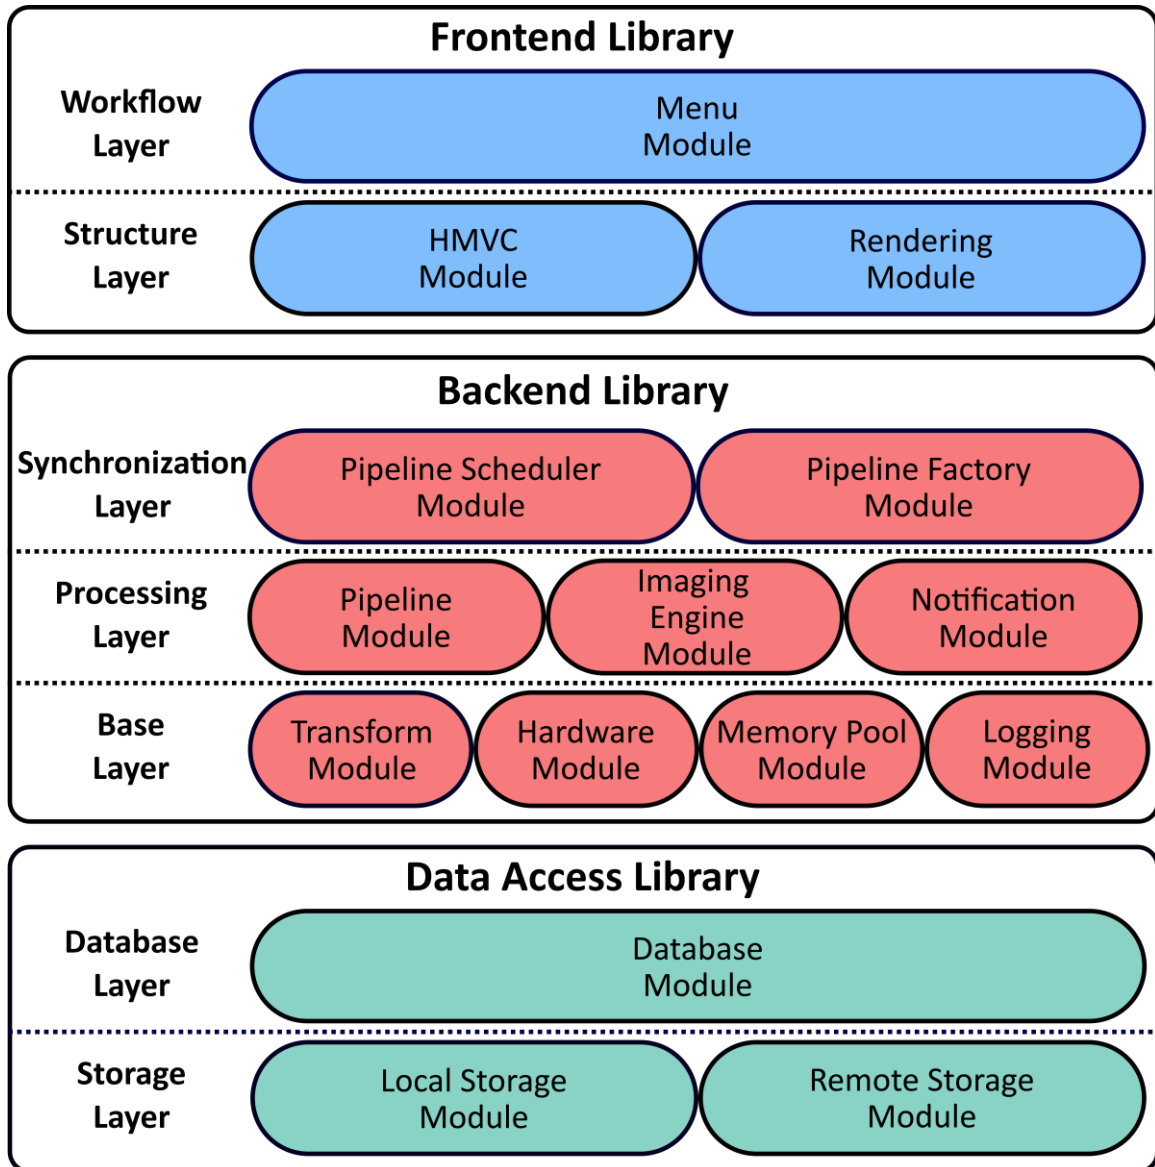 Frontend Library
Workflow
Layer
Menu
Module
Structure
Layer
HMVC
Module
Rendering
Module
Backend Library
Synchronization
Layer
Pipeline Scheduler
Module
Pipeline Factory
Module
Processing
Layer
Pipeline
Module
Imaging
Engine
Module
Notification
Module
Base
Layer
Transform
Module
Hardware
Module
Memory Pool
Module
Logging
Module
Data Access Library
Database
Layer
Database
Module
Storage
Layer
Local Storage
Module
Remote Storage
Module